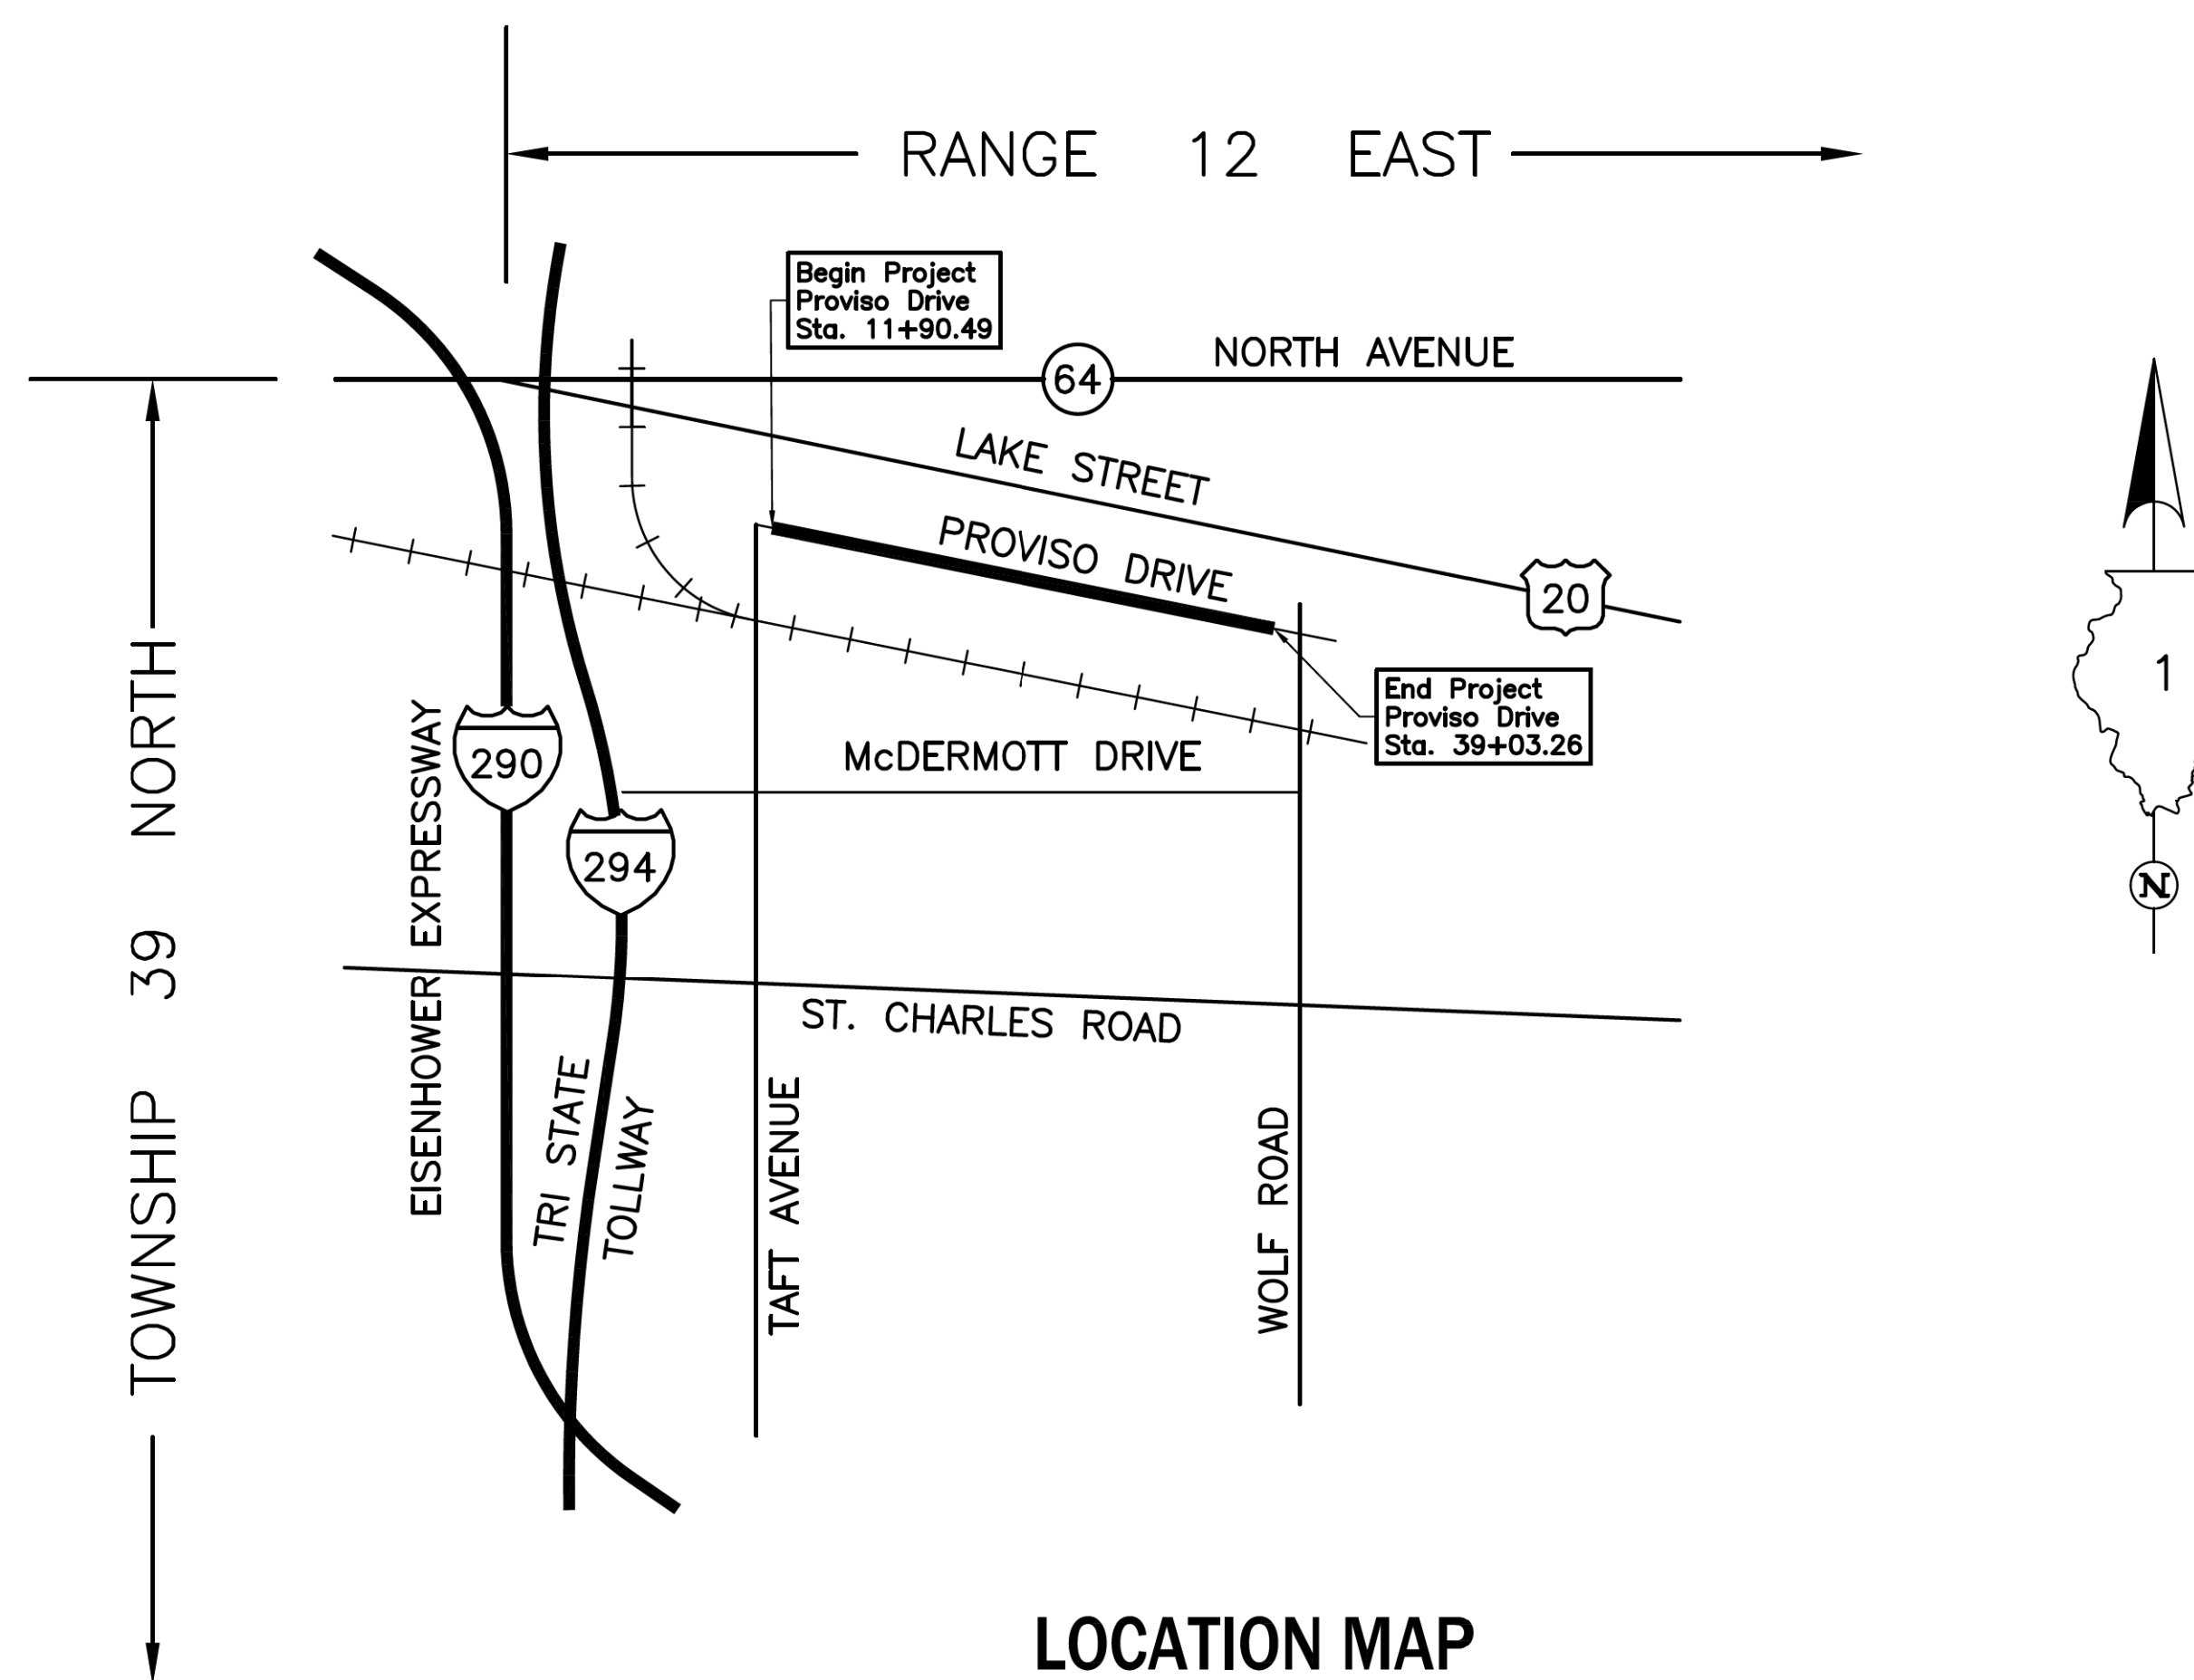 RANGE 12 EAST
Begin Project
Proviso Drive
Sta. 11+90.49
NORTH AVENUE
64
LAKE STREET
PROVISO DRIVE
20
End Project
Proviso Drive
Sta. 39+03.26
McDERMOTT DRIVE
290
294
EISENHOWER EXPRESSWAY
TOWNSHIP 39 NORTH
ST. CHARLES ROAD
TRI STATE
TOLLWAY
TAFT AVENUE
WOLF ROAD
1
N
LOCATION MAP